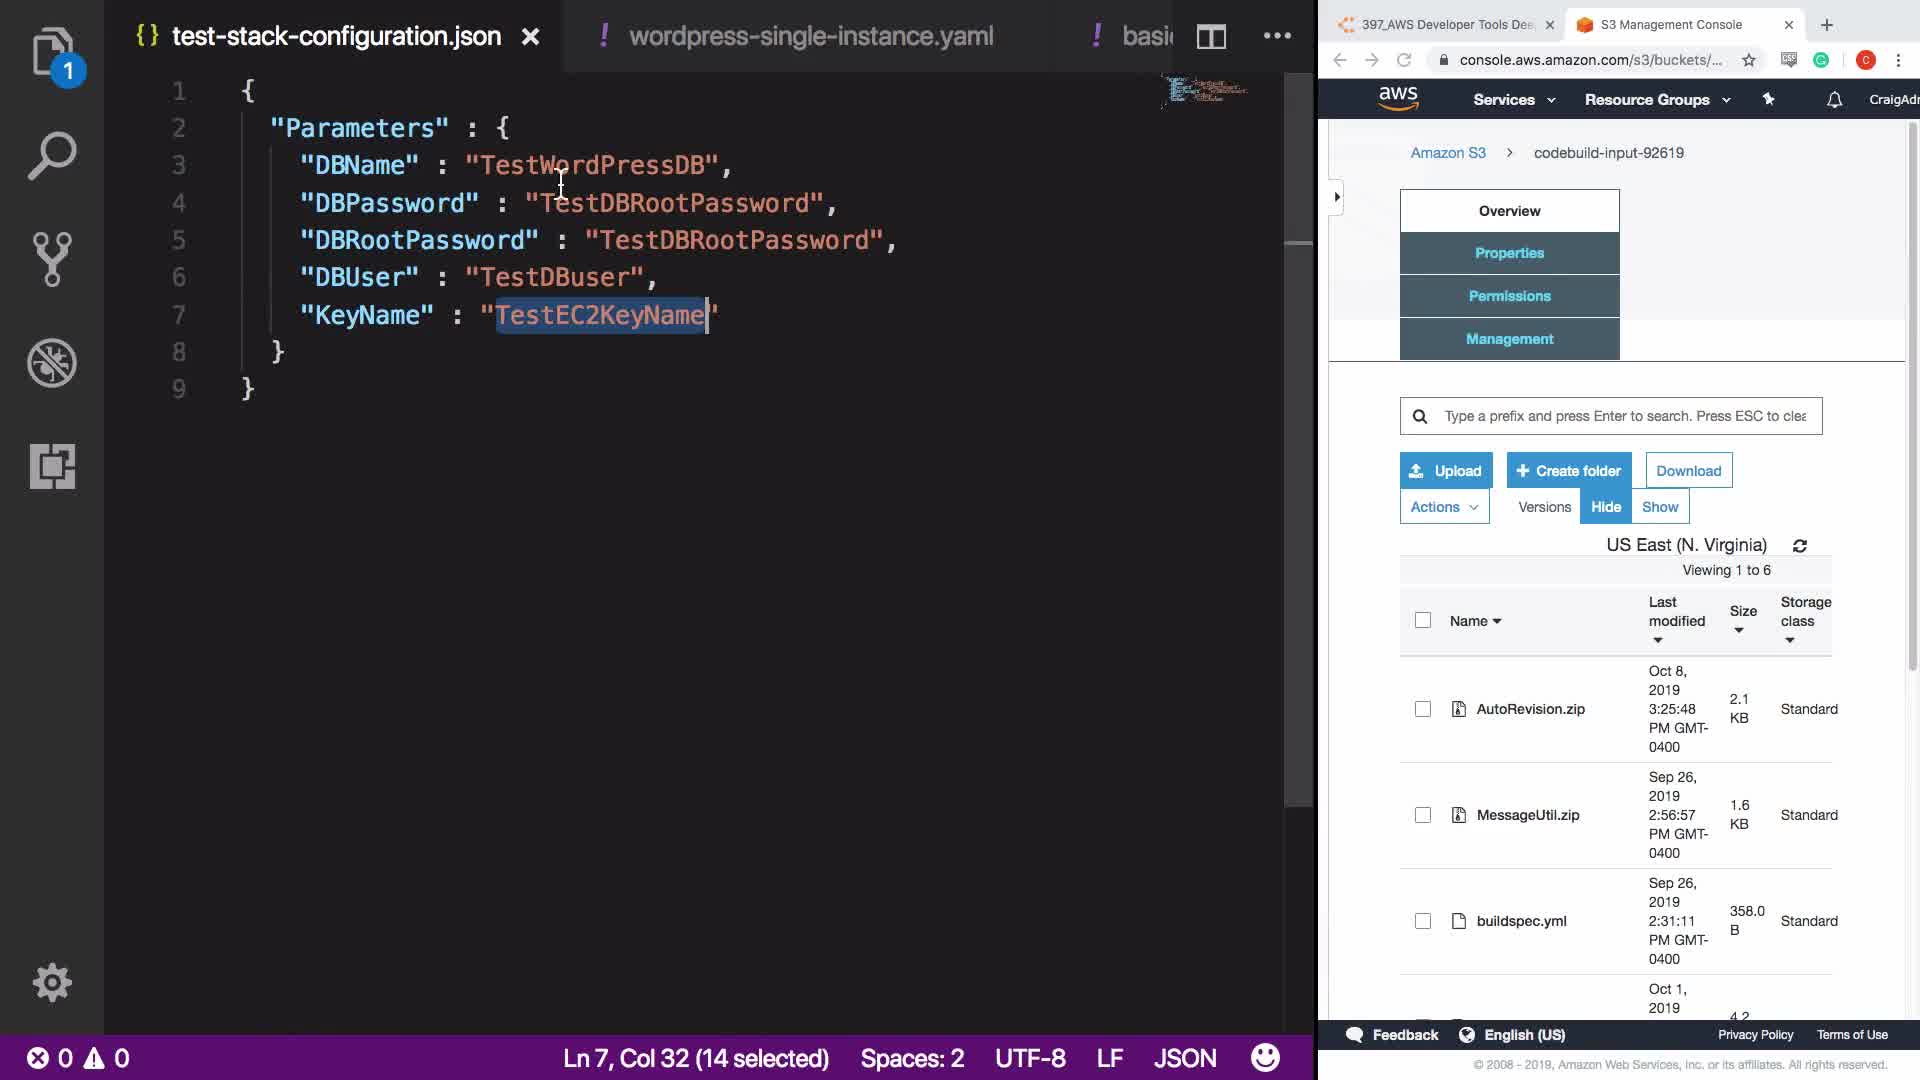 1
{} test-stack-configuration.json
! wordpress-single-instance.yaml
! basic
1 {
2 "Parameters" : {
3 "DBName" : "TestWordPressDB",
4 "DBPassword" : "TestDBRootPassword",
5 "DBRootPassword" : "TestDBRootPassword",
6 "DBUser" : "TestDBuser",
7 "KeyName" : "TestEC2KeyName"
8 }
9 }
0 0
Ln 7, Col 32 (14 selected)
Spaces: 2
UTF-8
LF
JSON
397_AWS Developer Tools Dee
S3 Management Console
console.aws.amazon.com/s3/buckets/...
C
aws
Services
Resource Groups
CraigAdm
Amazon S3 > codebuild-input-92619
Overview
Properties
Permissions
Management
Type a prefix and press Enter to search. Press ESC to clea
Upload
+ Create folder
Download
Actions
Versions
Hide
Show
US East (N. Virginia)
Viewing 1 to 6
Name
Last modified
Size
Storage class
AutoRevision.zip
Oct 8, 2019 3:25:48 PM GMT-0400
2.1 KB
Standard
MessageUtil.zip
Sep 26, 2019 2:56:57 PM GMT-0400
1.6 KB
Standard
buildspec.yml
Sep 26, 2019 2:31:11 PM GMT-0400
358.0 B
Standard
Oct 1, 2019
4.2
Feedback
English (US)
Privacy Policy
Terms of Use
© 2008 - 2019, Amazon Web Services, Inc. or its affiliates. All rights reserved.